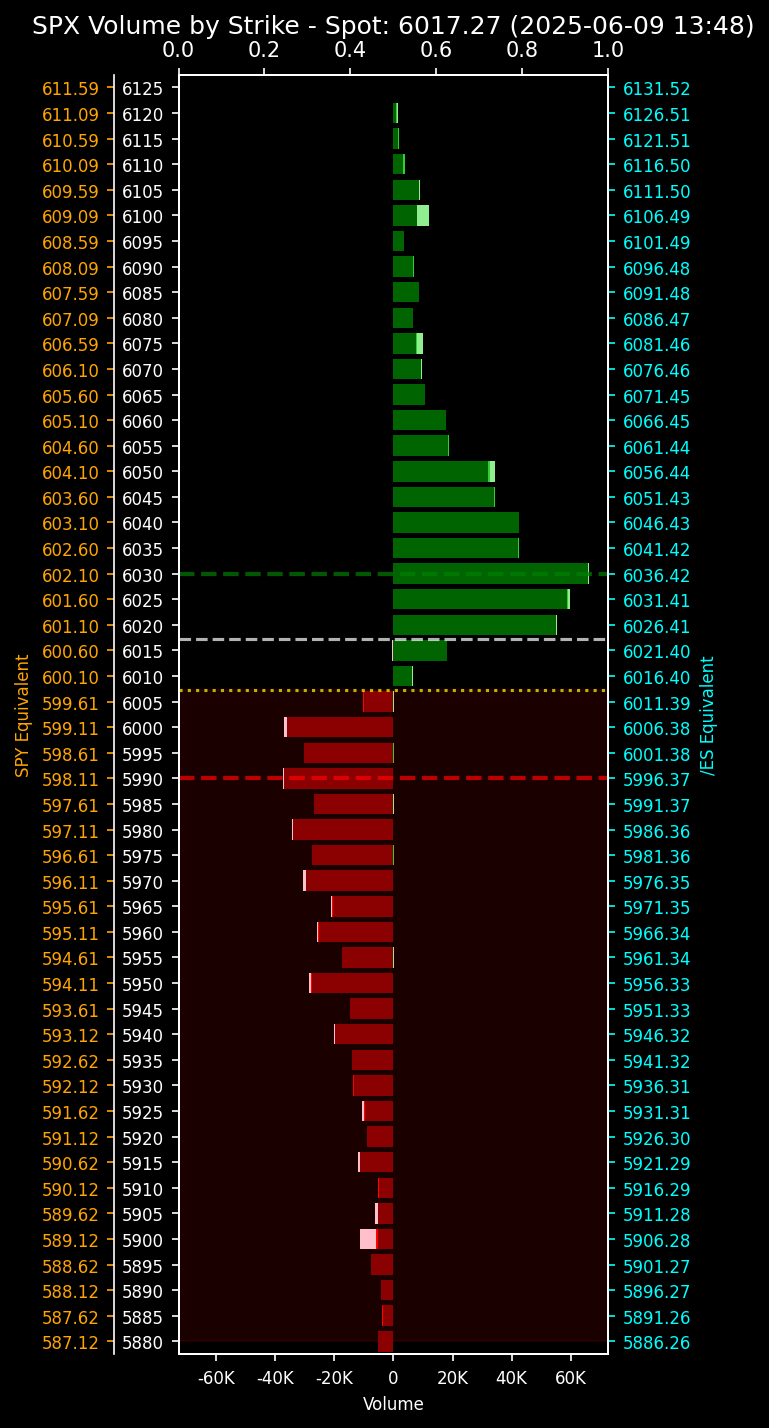 SPX Volume by Strike - Spot: 6017.27 (2025-06-09 13:48)
0.0 0.2 0.4 0.6 0.8 1.0
611.59 6125 6131.52
611.09 6120 6126.51
610.59 6115 6121.51
610.09 6110 6116.50
609.59 6105 6111.50
609.09 6100 6106.49
608.59 6095 6101.49
608.09 6090 6096.48
607.59 6085 6091.48
607.09 6080 6086.47
606.59 6075 6081.46
606.10 6070 6076.46
605.60 6065 6071.45
605.10 6060 6066.45
604.60 6055 6061.44
604.10 6050 6056.44
603.60 6045 6051.43
603.10 6040 6046.43
602.60 6035 6041.42
602.10 6030 6036.42
601.60 6025 6031.41
601.10 6020 6026.41
600.60 6015 6021.40
600.10 6010 6016.40
599.61 6005 6011.39
599.11 6000 6006.38
598.61 5995 6001.38
598.11 5990 5996.37
597.61 5985 5991.37
597.11 5980 5986.36
596.61 5975 5981.36
596.11 5970 5976.35
595.61 5965 5971.35
595.11 5960 5966.34
594.61 5955 5961.34
594.11 5950 5956.33
593.61 5945 5951.33
593.12 5940 5946.32
592.62 5935 5941.32
592.12 5930 5936.31
591.62 5925 5931.31
591.12 5920 5926.30
590.62 5915 5921.29
590.12 5910 5916.29
589.62 5905 5911.28
589.12 5900 5906.28
588.62 5895 5901.27
588.12 5890 5896.27
587.62 5885 5891.26
587.12 5880 5886.26
SPY Equivalent
/ES Equivalent
-60K -40K -20K 0 20K 40K 60K
Volume